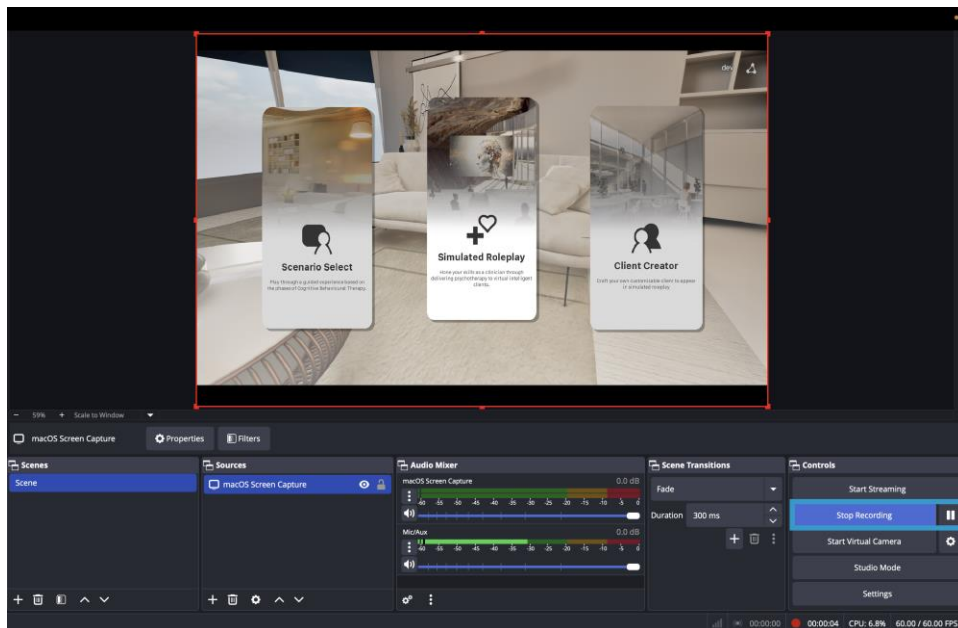 dev
Scenario Select
Play through a guided experience based on
the phases of Cognitive Behavioural Therapy.
Simulated Roleplay
Hone your skills as a clinician through
delivering psychotherapy to virtual intelligent
clients.
Client Creator
Craft your own customizable client to appear
in simulated roleplay
- 59% + Scale to Window
macOS Screen Capture Properties Filters
Scenes
Scene
Sources
macOS Screen Capture
Audio Mixer
macOS Screen Capture 0.0 dB
-60 -55 -50 -45 -40 -35 -30 -25 -20 -15 -10 -5 0
Mic/Aux 0.0 dB
-60 -55 -50 -45 -40 -35 -30 -25 -20 -15 -10 -5 0
Scene Transitions
Fade
Duration 300 ms
Controls
Start Streaming
Stop Recording
Start Virtual Camera
Studio Mode
Settings
00:00:00 00:00:04 CPU: 6.8% 60.00 / 60.00 FPS